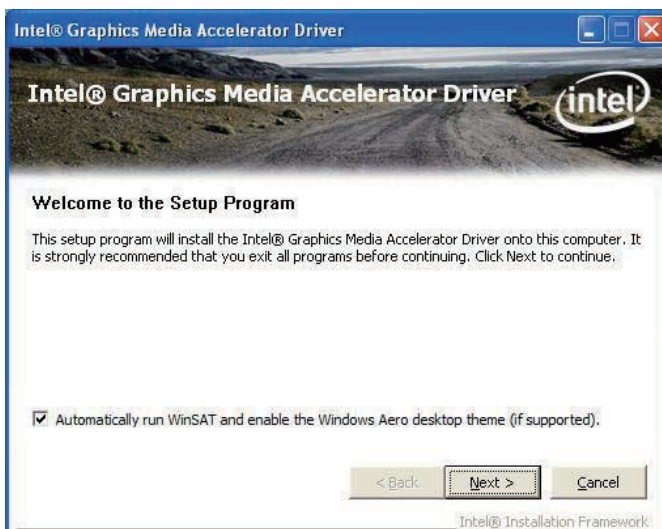 Intel® Graphics Media Accelerator Driver
Intel® Graphics Media Accelerator Driver
intel
Welcome to the Setup Program
This setup program will install the Intel® Graphics Media Accelerator Driver onto this computer. It
is strongly recommended that you exit all programs before continuing. Click Next to continue.
Automatically run WinSAT and enable the Windows Aero desktop theme (if supported).
< Back
Next >
Cancel
Intel® Installation Framework